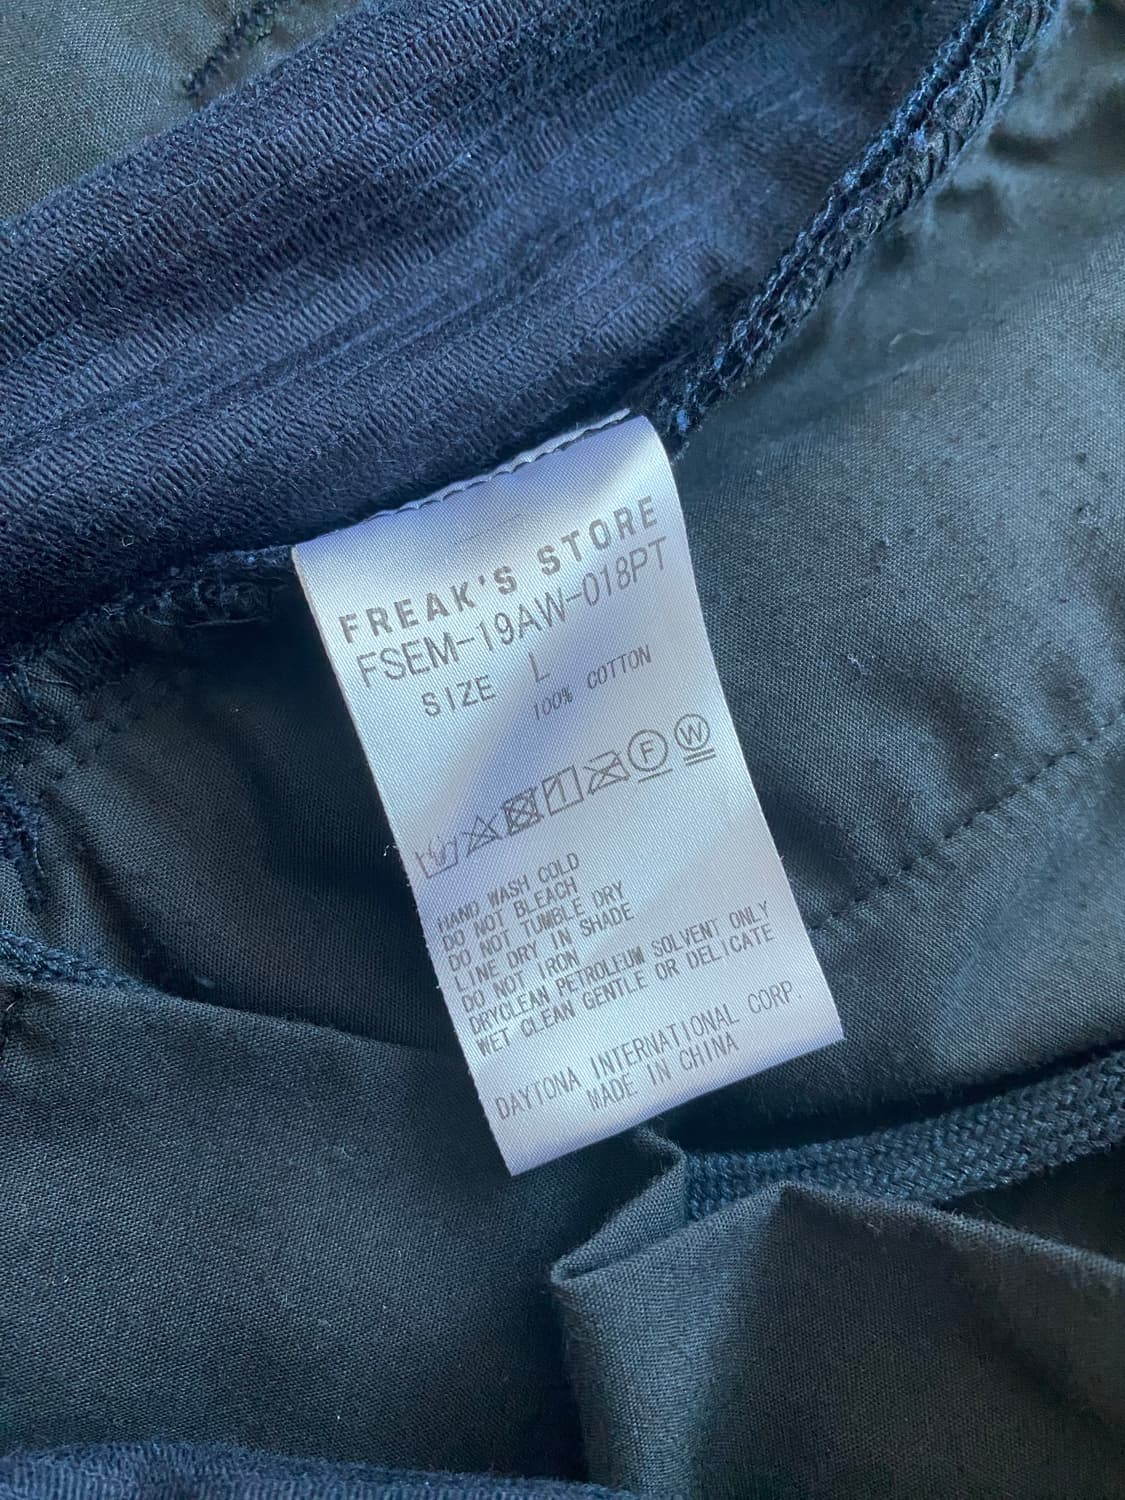 FREAK'S STORE
FSEM-19AW-018PT
SIZE L
100% COTTON
F W
HAND WASH COLD
DO NOT BLEACH
DO NOT TUMBLE DRY
LINE DRY IN SHADE
DO NOT IRON
DRYCLEAN PETROLEUM SOLVENT ONLY
WET CLEAN GENTLE OR DELICATE
DAYTONA INTERNATIONAL CORP.
MADE IN CHINA